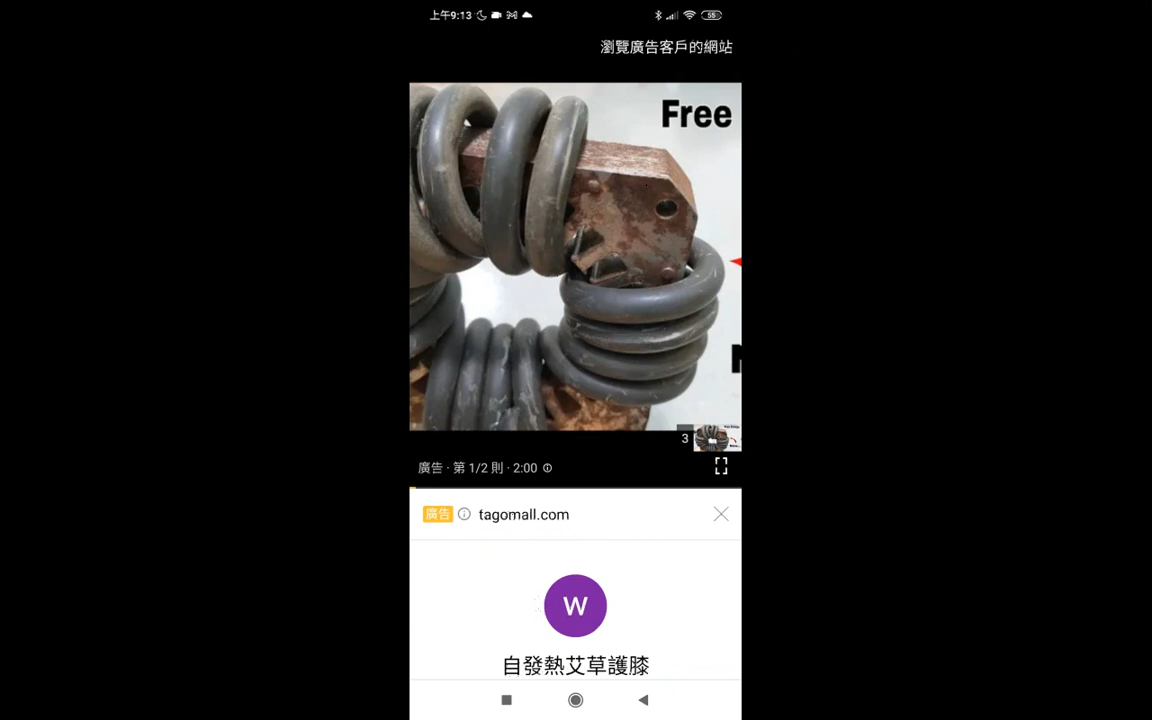 上午9:13
55
瀏覽廣告客戶的網站
Free
3
廣告 · 第 1/2 則 · 2:00
廣告 tagomall.com
W
自發熱艾草護膝